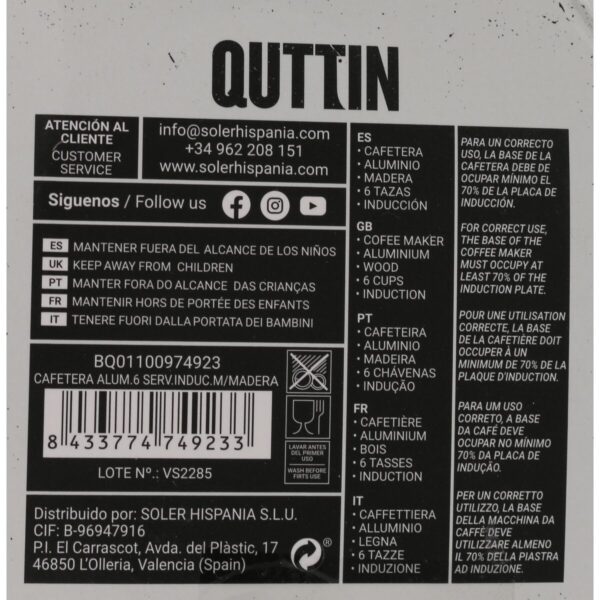 QUTTIN
ATENCIÓN AL
CLIENTE
CUSTOMER
SERVICE
info@solerhispania.com
+34 962 208 151
www.solerhispania.com
Siguenos / Follow us
ES MANTENER FUERA DEL ALCANCE DE LOS NIÑOS
UK KEEP AWAY FROM CHILDREN
PT MANTER FORA DO ALCANCE DAS CRIANÇAS
FR MANTENIR HORS DE PORTÉE DES ENFANTS
IT TENERE FUORI DALLA PORTATA DEI BAMBINI
BQ01100974923
CAFETERA ALUM.6 SERV.INDUC.M/MADERA
8 433774 749233
LOTE Nº.: VS2285
LAVAR ANTES
DEL PRIMER
USO
WASH BEFORE
FIRTS USE
Distribuido por: SOLER HISPANIA S.L.U.
CIF: B-96947916
P.I. El Carrascot, Avda. del Plàstic, 17
46850 L'Olleria, Valencia (Spain)
ES
• CAFETERA
• ALUMINIO
• MADERA
• 6 TAZAS
• INDUCCIÓN
GB
• COFEE MAKER
• ALUMINIUM
• WOOD
• 6 CUPS
• INDUCTION
PT
• CAFETEIRA
• ALUMINIO
• MADEIRA
• 6 CHÁVENAS
• INDUÇÃO
FR
• CAFETIÈRE
• ALUMINIUM
• BOIS
• 6 TASSES
• INDUCTION
IT
• CAFFETTIERA
• ALLUMINIO
• LEGNA
• 6 TAZZE
• INDUZIONE
PARA UN CORRECTO
USO, LA BASE DE LA
CAFETERA DEBE DE
OCUPAR MÍNIMO EL
70% DE LA PLACA DE
INDUCCIÓN.
FOR CORRECT USE,
THE BASE OF THE
COFFEE MAKER
MUST OCCUPY AT
LEAST 70% OF THE
INDUCTION PLATE.
POUR UNE UTILISATION
CORRECTE, LA BASE
DE LA CAFETIÈRE DOIT
OCCUPER À UN
MINIMUM DE 70% DE LA
PLAQUE D'INDUCTION.
PARA UM USO
CORRETO, A BASE
DA CAFÉ DEVE
OCUPAR NO MÍNIMO
70% DA PLACA DE
INDUÇÃO.
PER UN CORRETTO
UTILIZZO, LA BASE
DELLA MACCHINA DA
CAFFÈ DEVE
UTILIZZARE ALMENO
IL 70% DELLA PIASTRA
AD INDUZIONE.